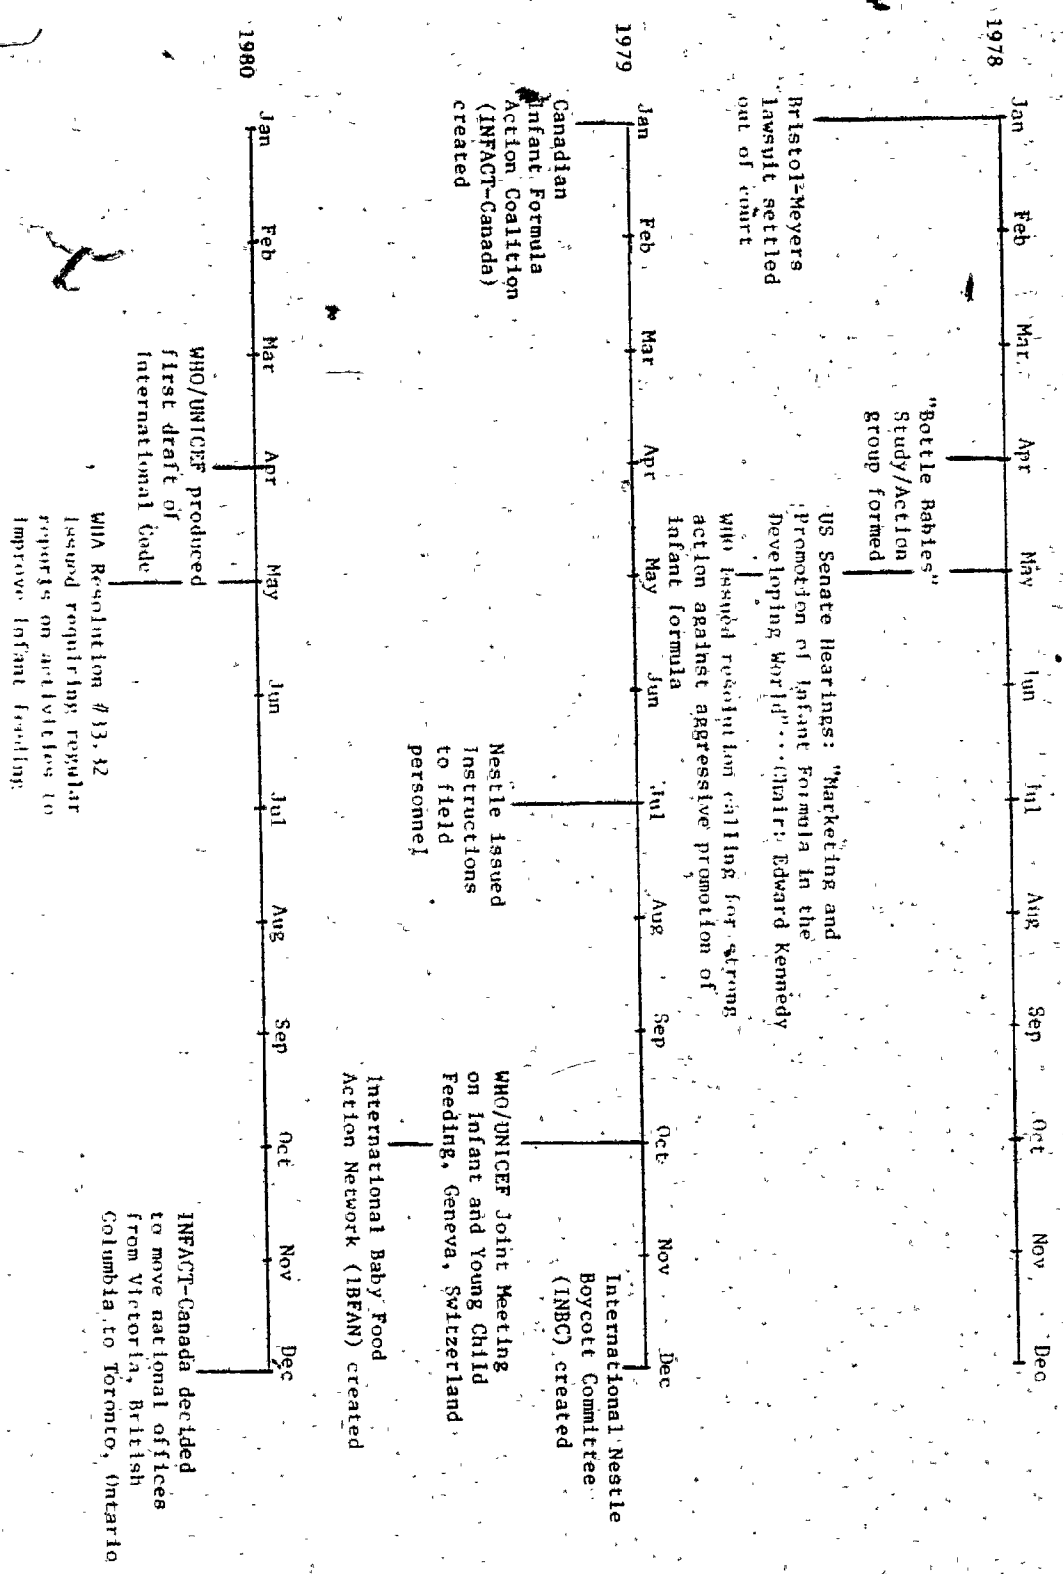 1978
Jan Feb Mar Apr May Jun Jul Aug Sep Oct Nov Dec
Bristol-Meyers
lawsuit settled
out of court
"Bottle Babies"
Study/Action
group formed
US Senate Hearings: "Marketing and
Promotion of Infant Formula in the
Developing World"...Chair: Edward Kennedy
WHO issued resolution calling for strong
action against aggressive promotion of
infant formula
1979
Jan Feb Mar Apr May Jun Jul Aug Sep Oct Nov Dec
Canadian
Infant Formula
Action Coalition
(INFACT-Canada)
created
Nestle issued
instructions
to field
personnel
WHO/UNICEF Joint Meeting
on Infant and Young Child
Feeding, Geneva, Switzerland
International Baby Food
Action Network (IBFAN) created
International Nestle
Boycott Committee
(INBC) created
1980
Jan Feb Mar Apr May Jun Jul Aug Sep Oct Nov Dec
WHO/UNICEF produced
first draft of
International Code
WHA Resolution #33.32
issued requiring regular
reports on activities to
improve infant feeding
INFACT-Canada decided
to move national offices
from Victoria, British
Columbia to Toronto, Ontario